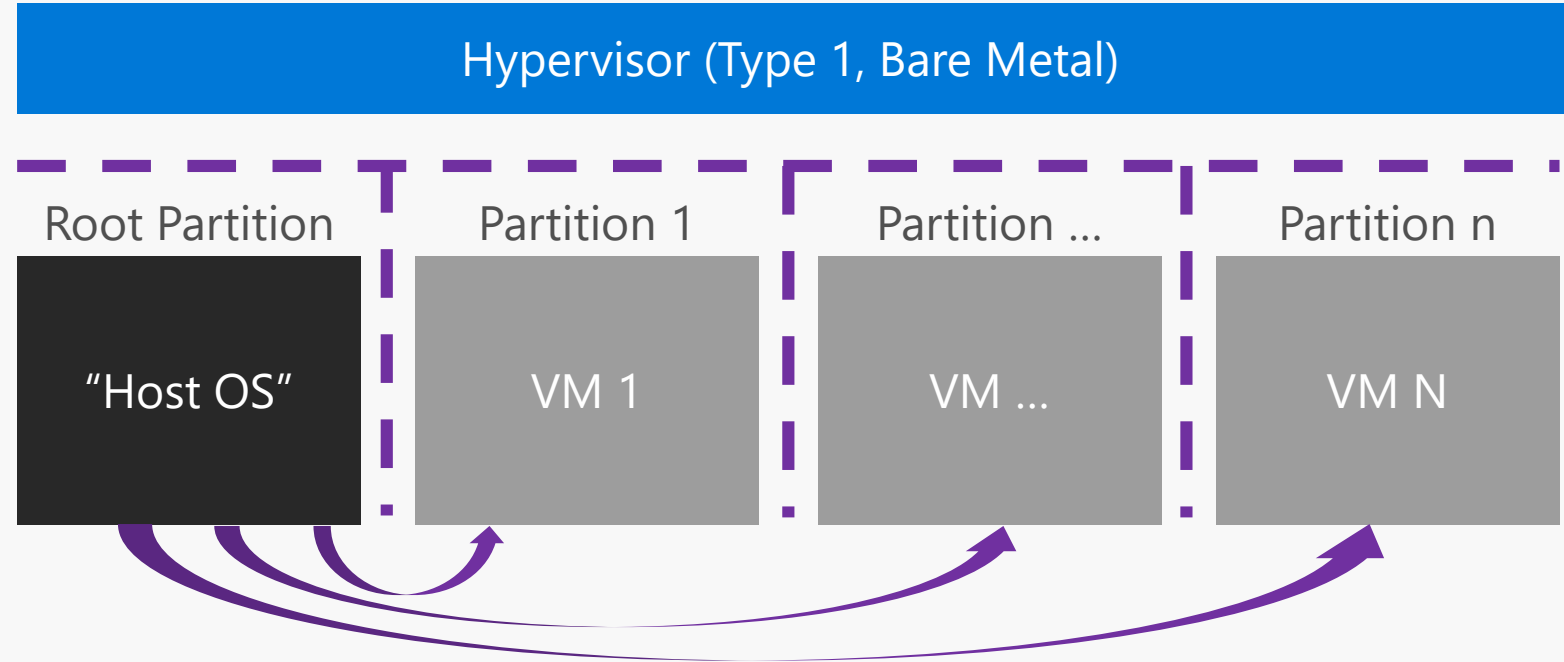 Hypervisor (Type 1, Bare Metal)
Root Partition
Partition 1
Partition ...
Partition n
“Host OS”
VM 1
VM ...
VM N